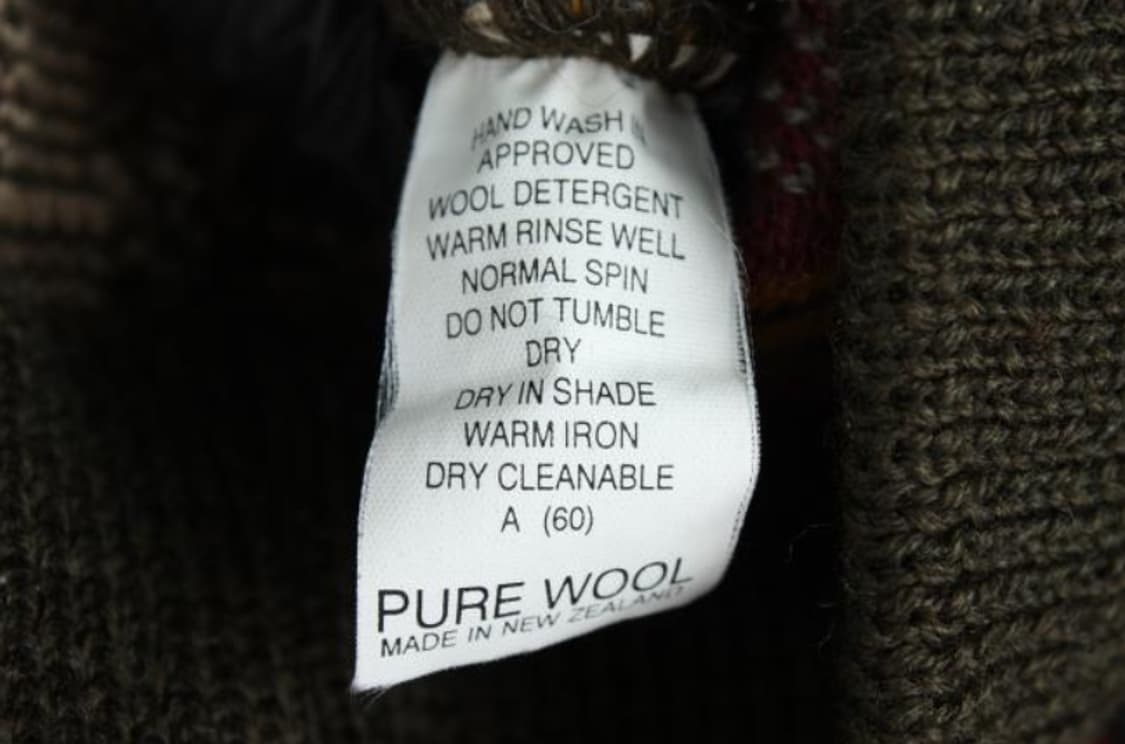 HAND WASH IN
APPROVED
WOOL DETERGENT
WARM RINSE WELL
NORMAL SPIN
DO NOT TUMBLE
DRY
DRY IN SHADE
WARM IRON
DRY CLEANABLE
A (60)
PURE WOOL
MADE IN NEW ZEALAND